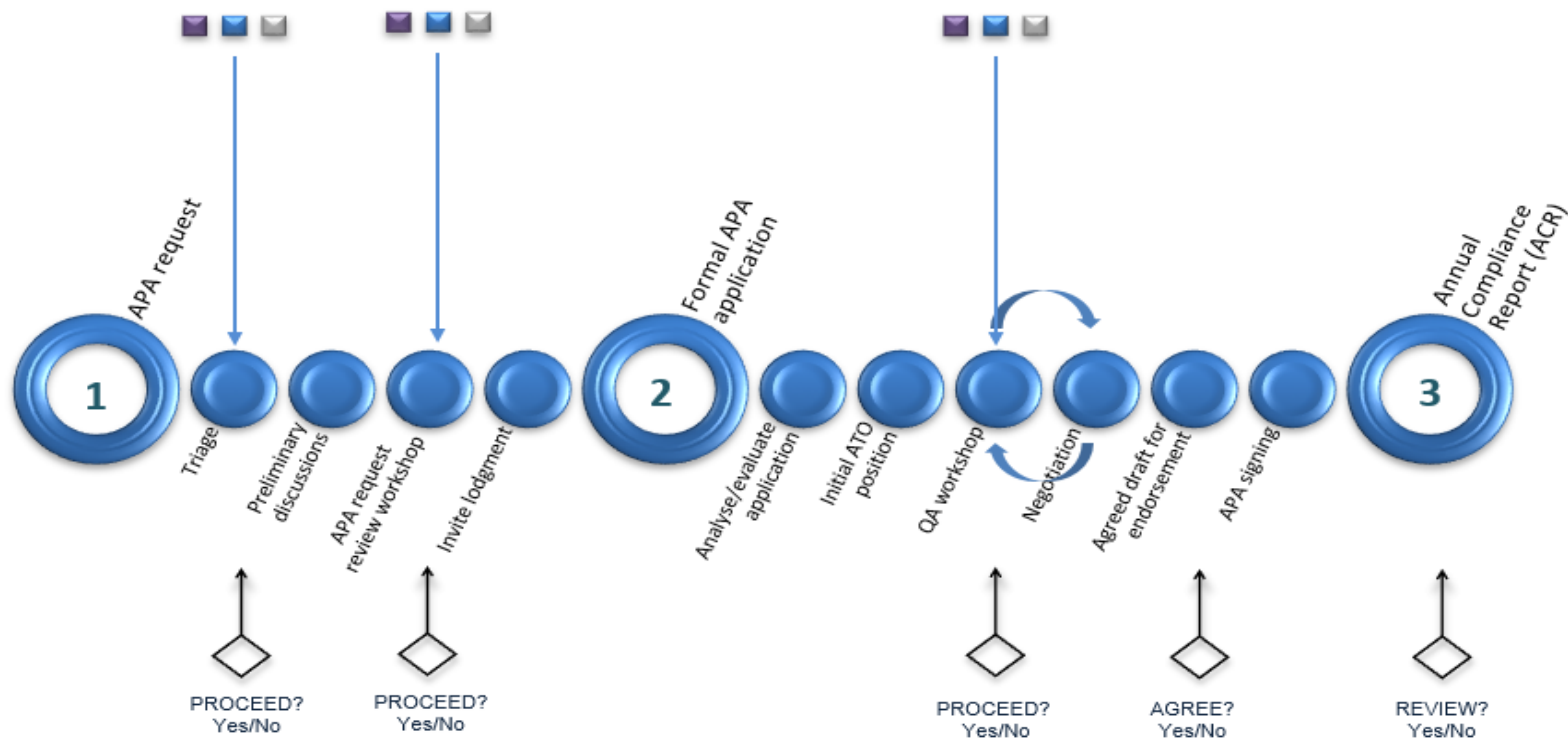 APA request
Formal APA
application
Annual
Compliance
Report (ACR)
1
2
3
Triage
Preliminary
discussions
APA request
review workshop
Invite lodgment
Analyse/evaluate
application
Initial ATO
position
QA workshop
Negotiation
Agreed draft for
endorsement
APA signing
PROCEED?
Yes/No
PROCEED?
Yes/No
PROCEED?
Yes/No
AGREE?
Yes/No
REVIEW?
Yes/No